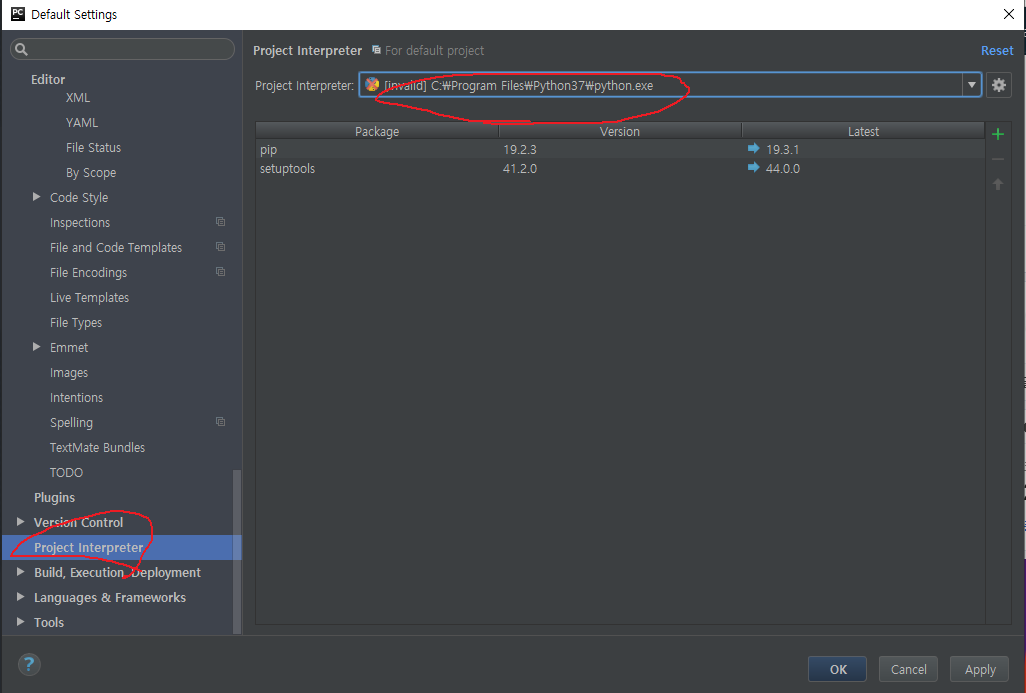 PC Default Settings
Project Interpreter For default project Reset
Project Interpreter: [invalid] C:₩Program Files₩Python37₩python.exe
Editor
XML
YAML
File Status
By Scope
Code Style
Inspections
File and Code Templates
File Encodings
Live Templates
File Types
Emmet
Images
Intentions
Spelling
TextMate Bundles
TODO
Plugins
Version Control
Project Interpreter
Build, Execution, Deployment
Languages & Frameworks
Tools
Package Version Latest
pip 19.2.3 19.3.1
setuptools 41.2.0 44.0.0
?
OK Cancel Apply